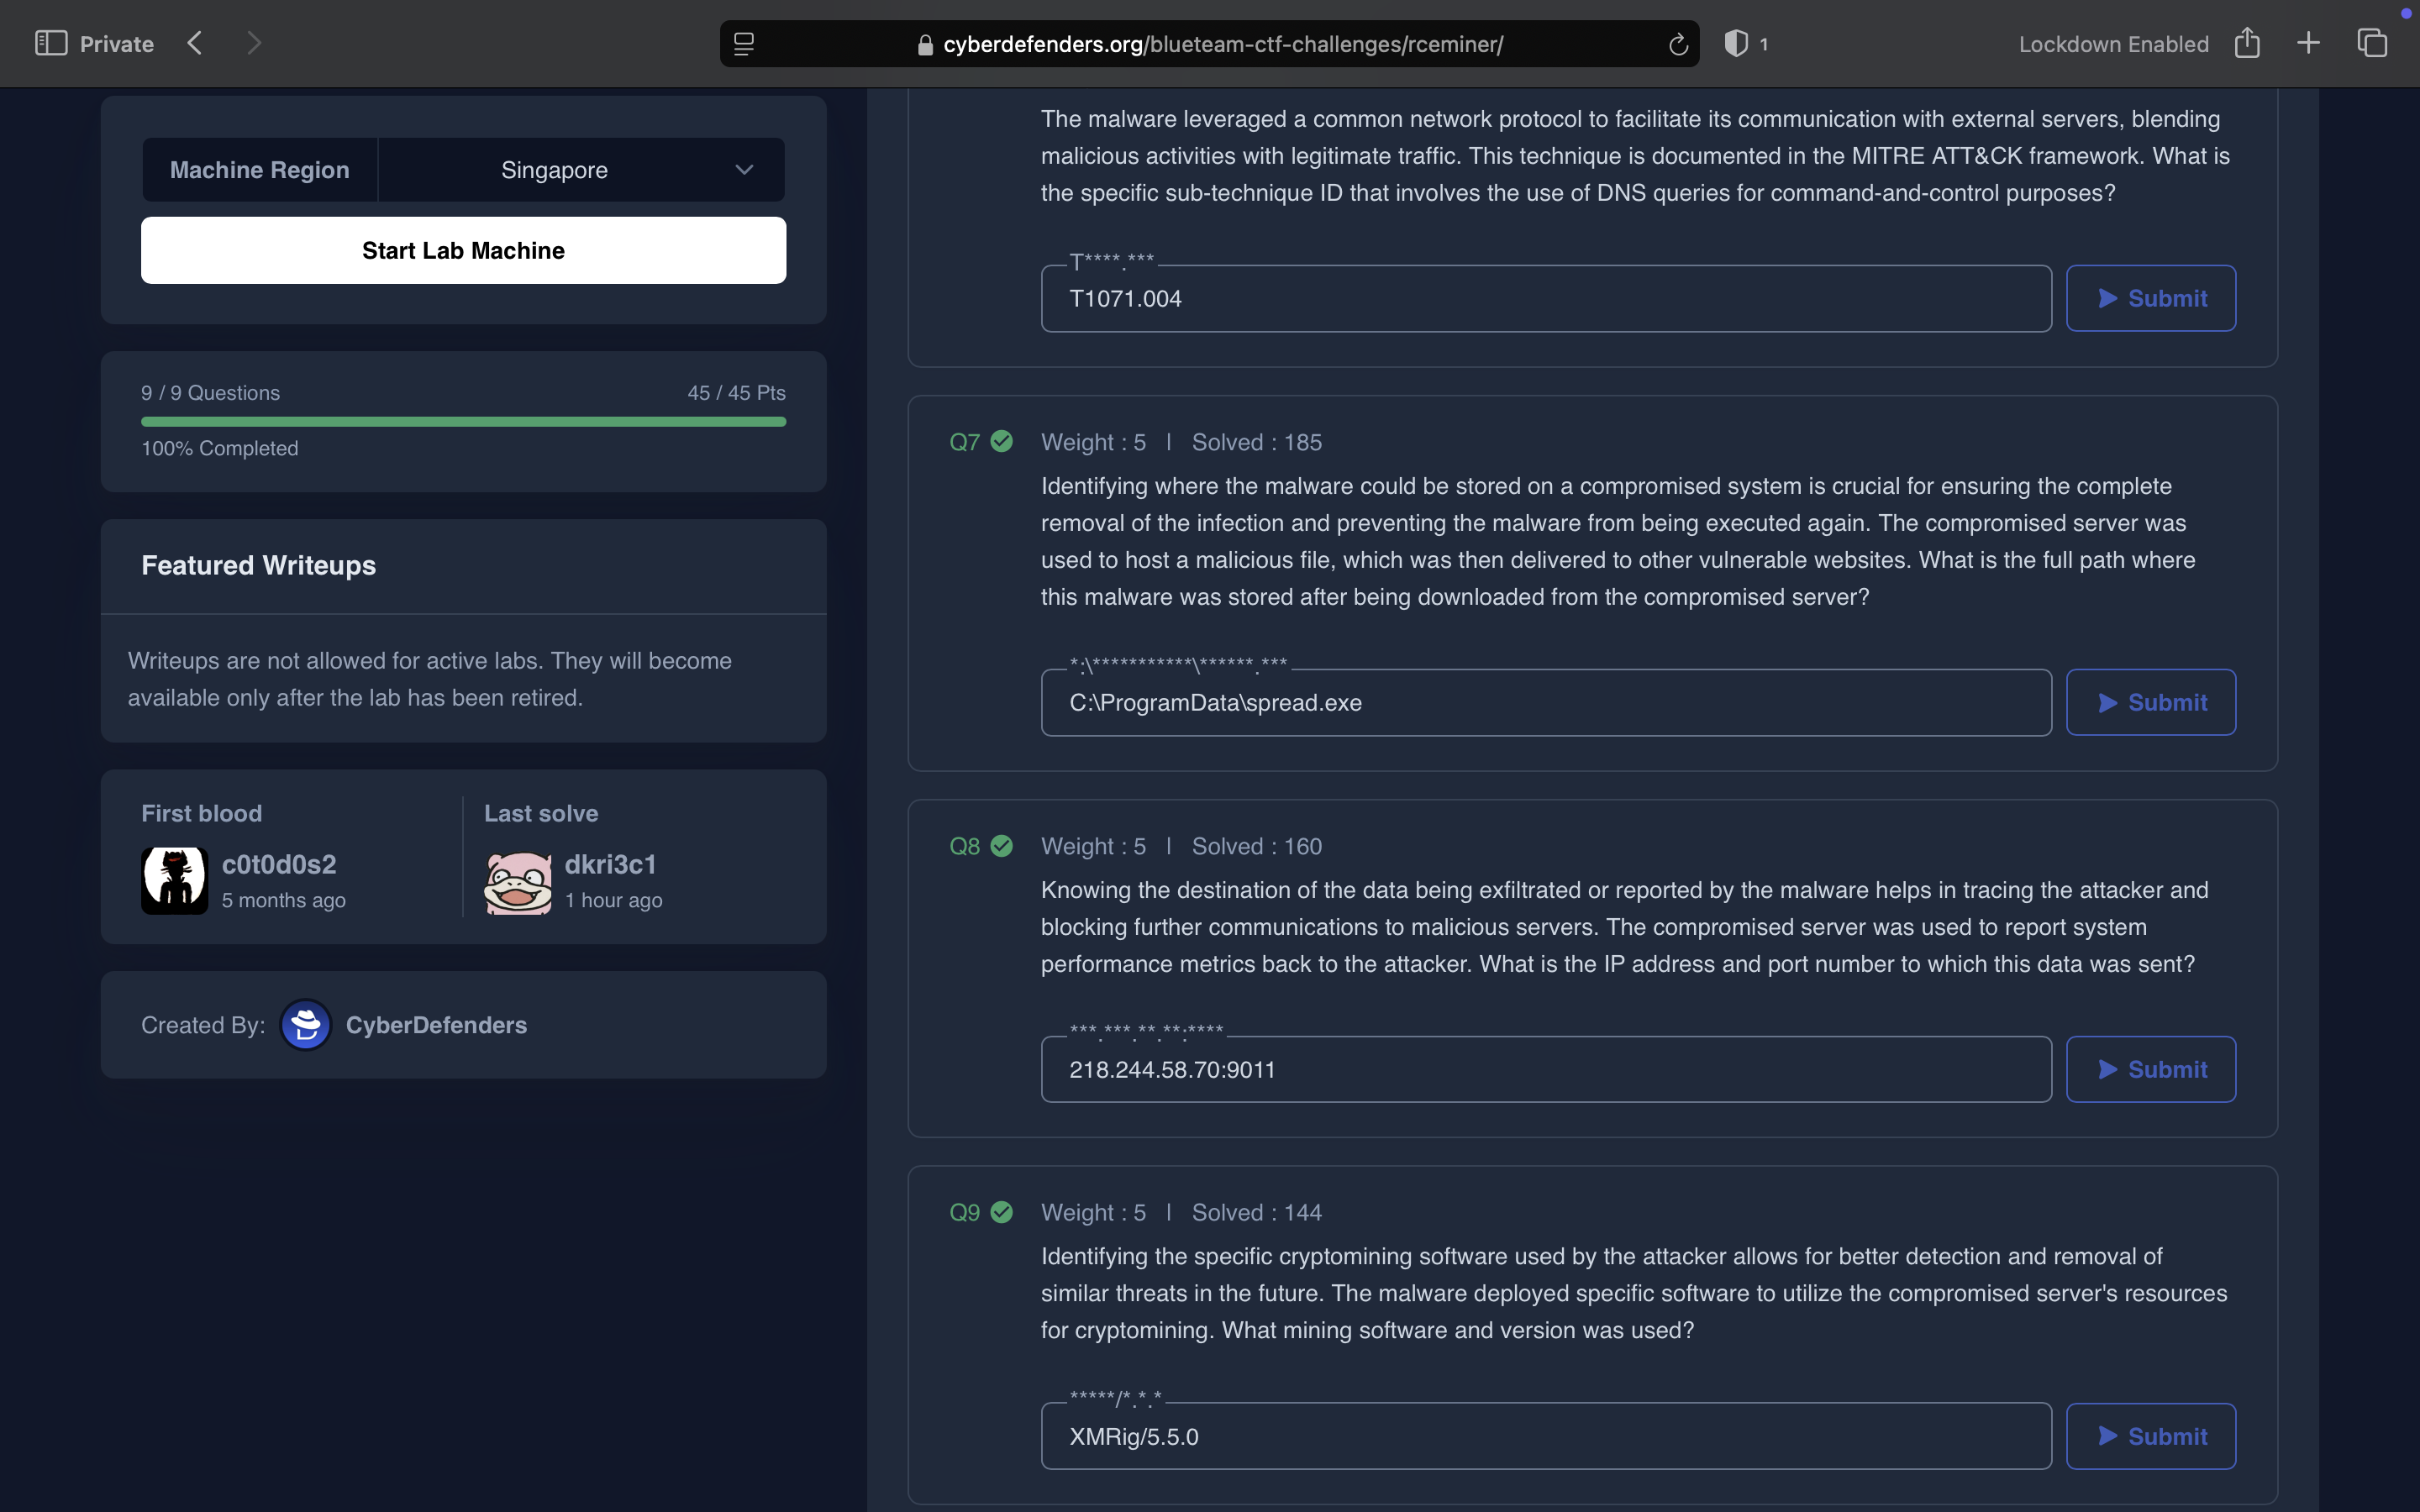 Private
cyberdefenders.org/blueteam-ctf-challenges/rceminer/
1
Lockdown Enabled
Machine Region
Singapore
Start Lab Machine
9 / 9 Questions
45 / 45 Pts
100% Completed
Featured Writeups
Writeups are not allowed for active labs. They will become
available only after the lab has been retired.
First blood
c0t0d0s2
5 months ago
Last solve
dkri3c1
1 hour ago
Created By:
CyberDefenders
The malware leveraged a common network protocol to facilitate its communication with external servers, blending
malicious activities with legitimate traffic. This technique is documented in the MITRE ATT&CK framework. What is
the specific sub-technique ID that involves the use of DNS queries for command-and-control purposes?
T****.***
T1071.004
Submit
Q7
Weight : 5 | Solved : 185
Identifying where the malware could be stored on a compromised system is crucial for ensuring the complete
removal of the infection and preventing the malware from being executed again. The compromised server was
used to host a malicious file, which was then delivered to other vulnerable websites. What is the full path where
this malware was stored after being downloaded from the compromised server?
*:\***********\******.***
C:\ProgramData\spread.exe
Submit
Q8
Weight : 5 | Solved : 160
Knowing the destination of the data being exfiltrated or reported by the malware helps in tracing the attacker and
blocking further communications to malicious servers. The compromised server was used to report system
performance metrics back to the attacker. What is the IP address and port number to which this data was sent?
***.***.**.**:****
218.244.58.70:9011
Submit
Q9
Weight : 5 | Solved : 144
Identifying the specific cryptomining software used by the attacker allows for better detection and removal of
similar threats in the future. The malware deployed specific software to utilize the compromised server's resources
for cryptomining. What mining software and version was used?
*****/*.*.*
XMRig/5.5.0
Submit